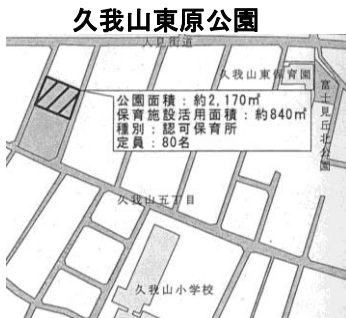 久我山東原公園
人見街道
久我山東保育園
富士見丘北公園
公園面積：約2,170㎡
保育施設活用面積：約840㎡
種別：認可保育所
定員：80名
久我山五丁目
久我山小学校